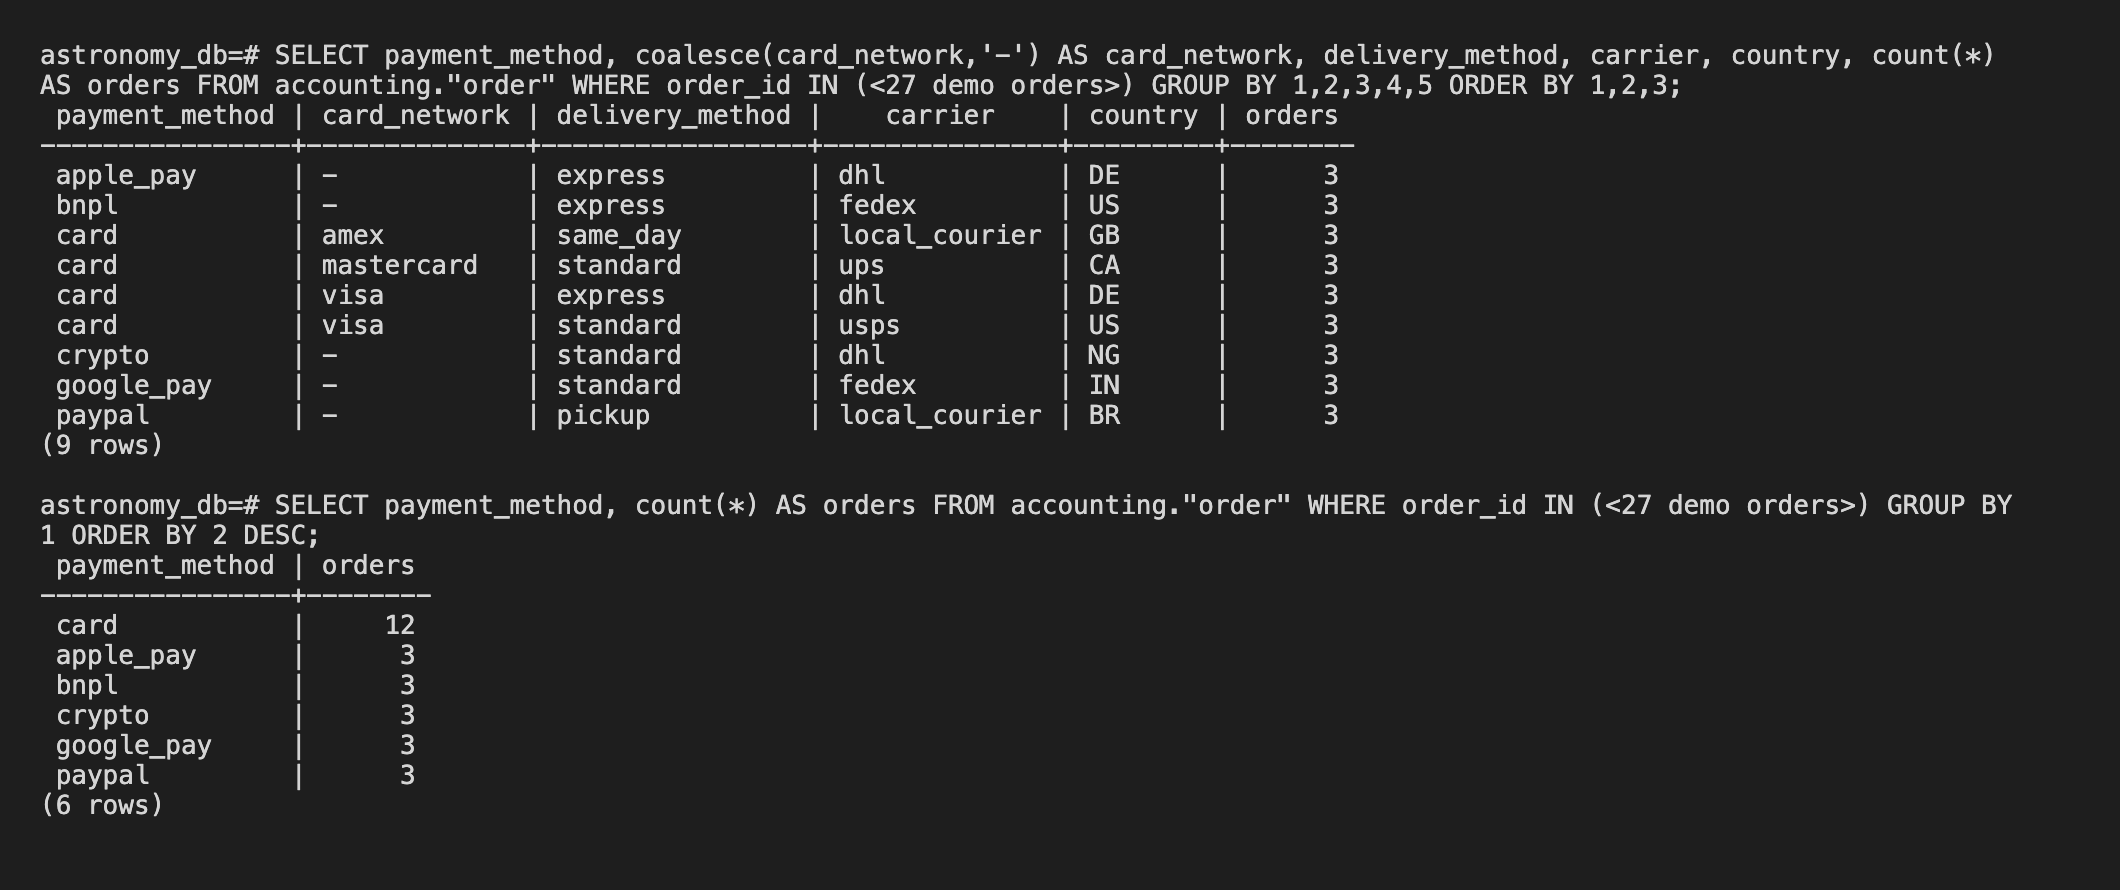 astronomy_db=# SELECT payment_method, coalesce(card_network,'-') AS card_network, delivery_method, carrier, country, count(*)
AS orders FROM accounting."order" WHERE order_id IN (<27 demo orders>) GROUP BY 1,2,3,4,5 ORDER BY 1,2,3;
 payment_method | card_network | delivery_method |    carrier    | country | orders
----------------+--------------+-----------------+---------------+---------+--------
 apple_pay      | -            | express         | dhl           | DE      |      3
 bnpl           | -            | express         | fedex         | US      |      3
 card           | amex         | same_day        | local_courier | GB      |      3
 card           | mastercard   | standard        | ups           | CA      |      3
 card           | visa         | express         | dhl           | DE      |      3
 card           | visa         | standard        | usps          | US      |      3
 crypto         | -            | standard        | dhl           | NG      |      3
 google_pay     | -            | standard        | fedex         | IN      |      3
 paypal         | -            | pickup          | local_courier | BR      |      3
(9 rows)

astronomy_db=# SELECT payment_method, count(*) AS orders FROM accounting."order" WHERE order_id IN (<27 demo orders>) GROUP BY
1 ORDER BY 2 DESC;
 payment_method | orders
----------------+--------
 card           |     12
 apple_pay      |      3
 bnpl           |      3
 crypto         |      3
 google_pay     |      3
 paypal         |      3
(6 rows)